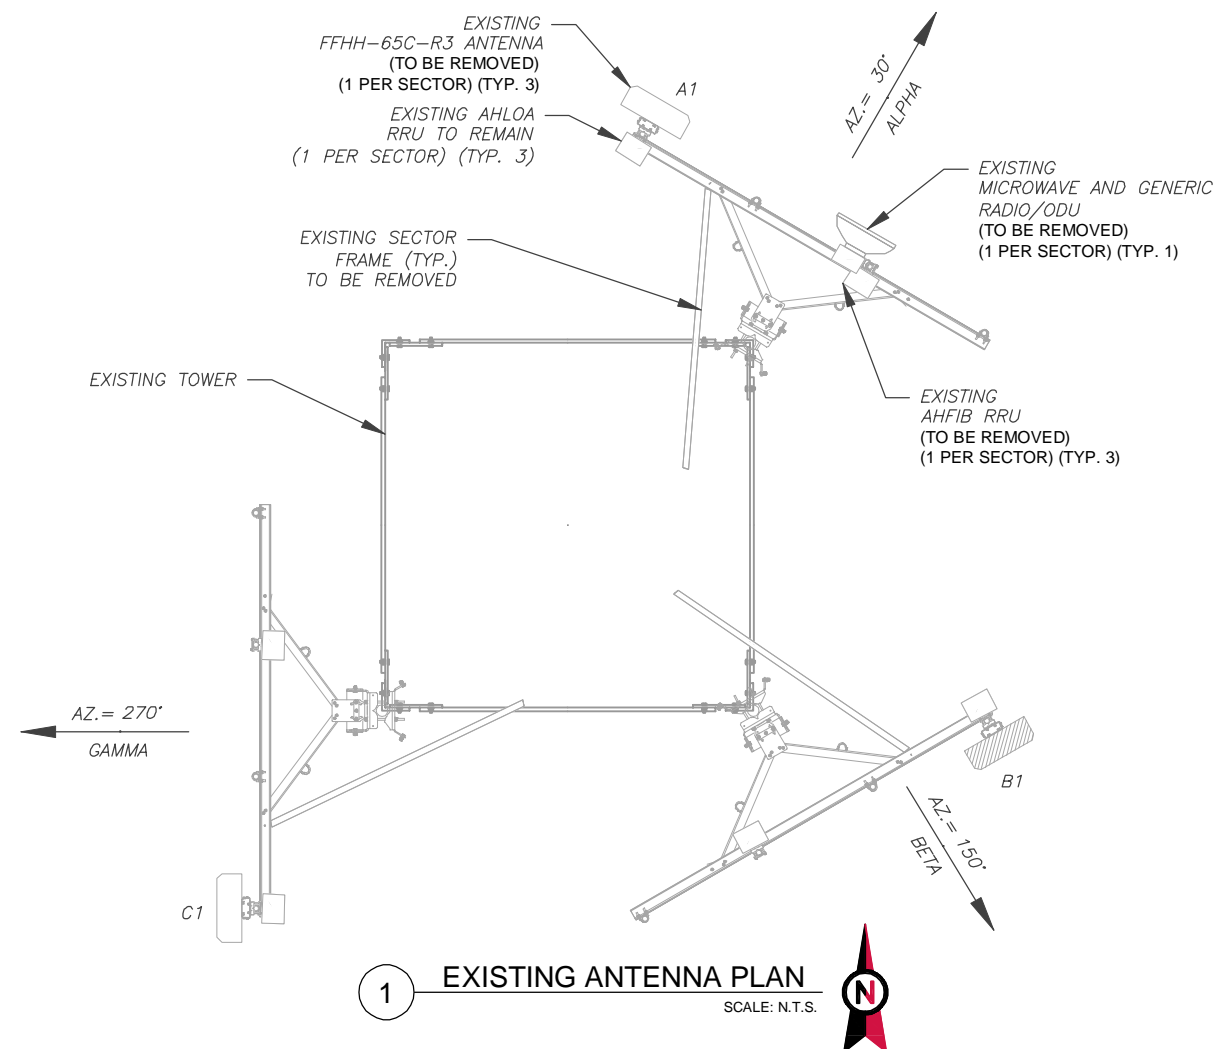 EXISTING
FFHH-65C-R3 ANTENNA
(TO BE REMOVED)
(1 PER SECTOR) (TYP. 3)
A1
EXISTING AHLOA
RRU TO REMAIN
(1 PER SECTOR) (TYP. 3)
AZ.= 30°
ALPHA
EXISTING
MICROWAVE AND GENERIC
RADIO/ODU
(TO BE REMOVED)
(1 PER SECTOR) (TYP. 1)
EXISTING SECTOR
FRAME (TYP.)
TO BE REMOVED
EXISTING TOWER
EXISTING
AHFIB RRU
(TO BE REMOVED)
(1 PER SECTOR) (TYP. 3)
AZ.= 270°
GAMMA
B1
AZ.= 150°
BETA
C1
1
EXISTING ANTENNA PLAN
SCALE: N.T.S.
N